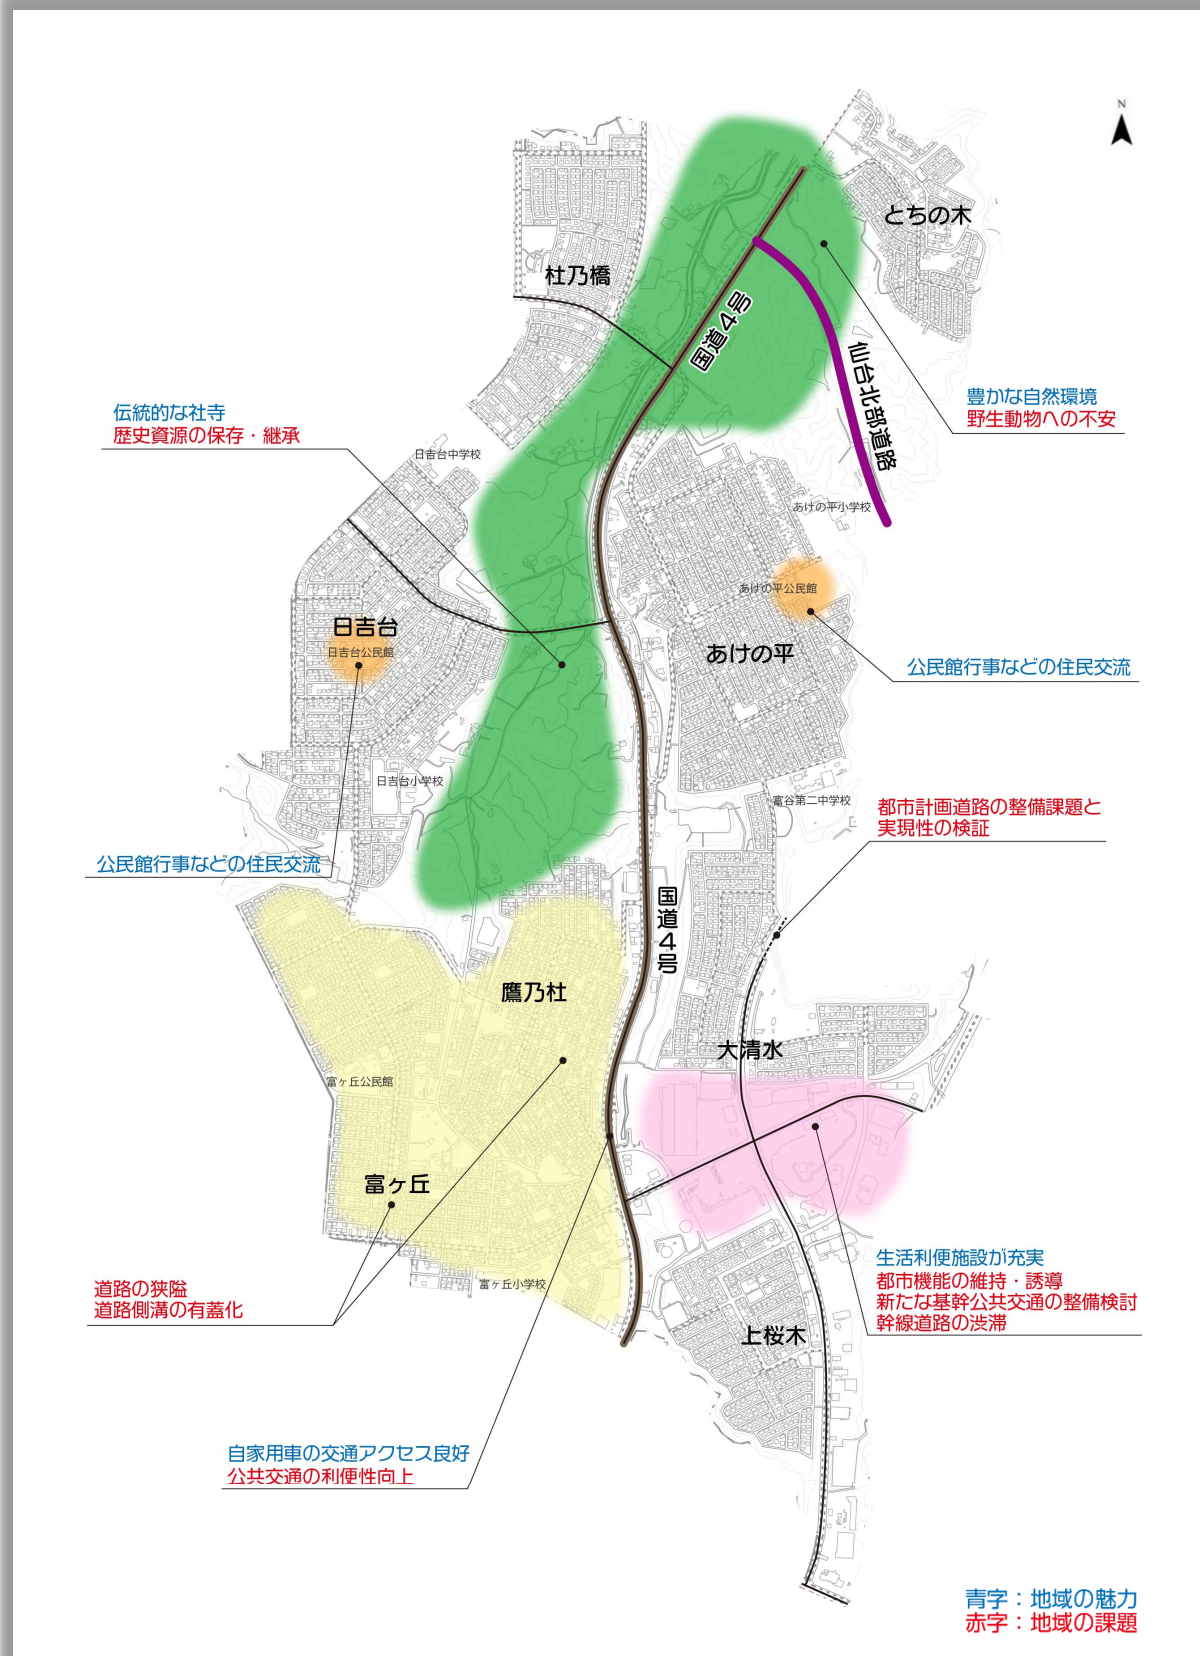 N
とちの木
杜乃橋
国道4号
仙台北部道路
豊かな自然環境
野生動物への不安
伝統的な社寺
歴史資源の保存・継承
日吉台中学校
あけの平小学校
あけの平公民館
日吉台
日吉台公民館
あけの平
公民館行事などの住民交流
日吉台小学校
富谷第二中学校
都市計画道路の整備課題と
実現性の検証
公民館行事などの住民交流
国道4号
鷹乃杜
大清水
富ヶ丘公民館
富ヶ丘
生活利便施設が充実
都市機能の維持・誘導
新たな基幹公共交通の整備検討
幹線道路の渋滞
道路の狭隘
道路側溝の有蓋化
富ヶ丘小学校
上桜木
自家用車の交通アクセス良好
公共交通の利便性向上
青字：地域の魅力
赤字：地域の課題